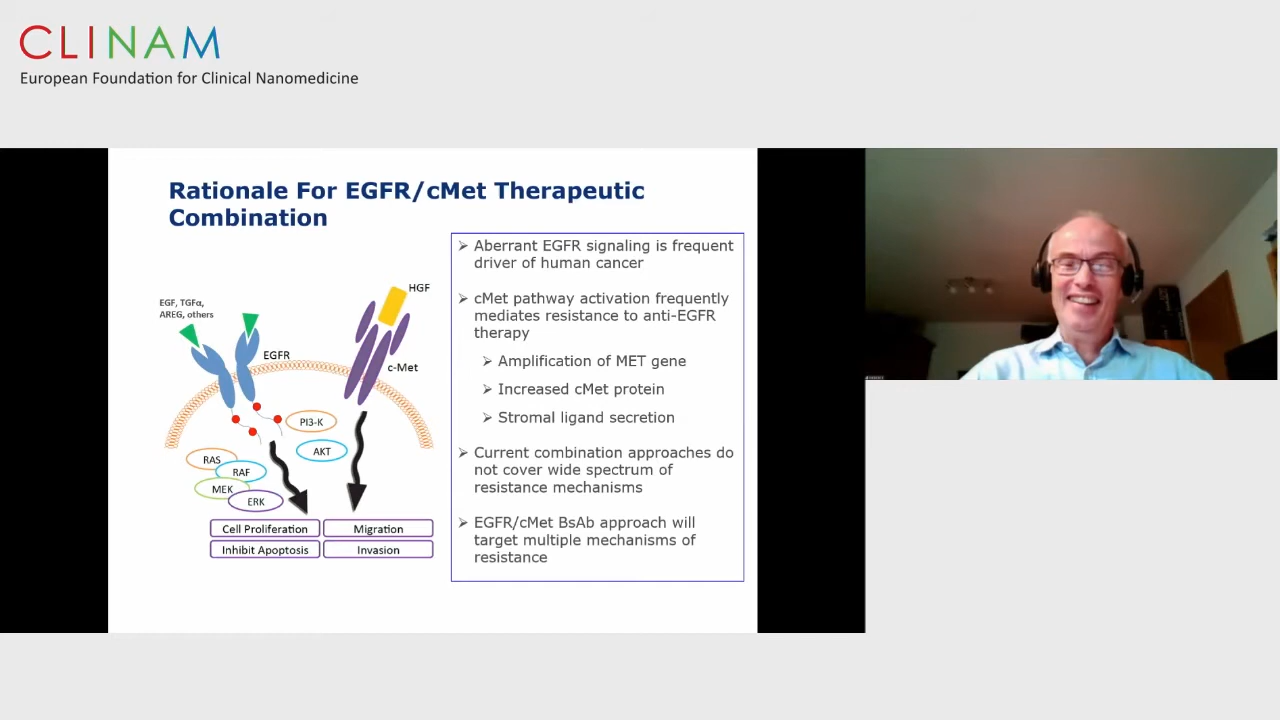 CLINAM
European Foundation for Clinical Nanomedicine
Rationale For EGFR/cMet Therapeutic
Combination
EGF, TGFα,
AREG, others
EGFR
HGF
c-Met
PI3-K
AKT
RAS
RAF
MEK
ERK
Cell Proliferation
Migration
Inhibit Apoptosis
Invasion
➢ Aberrant EGFR signaling is frequent
driver of human cancer
➢ cMet pathway activation frequently
mediates resistance to anti-EGFR
therapy
➢ Amplification of MET gene
➢ Increased cMet protein
➢ Stromal ligand secretion
➢ Current combination approaches do
not cover wide spectrum of
resistance mechanisms
➢ EGFR/cMet BsAb approach will
target multiple mechanisms of
resistance